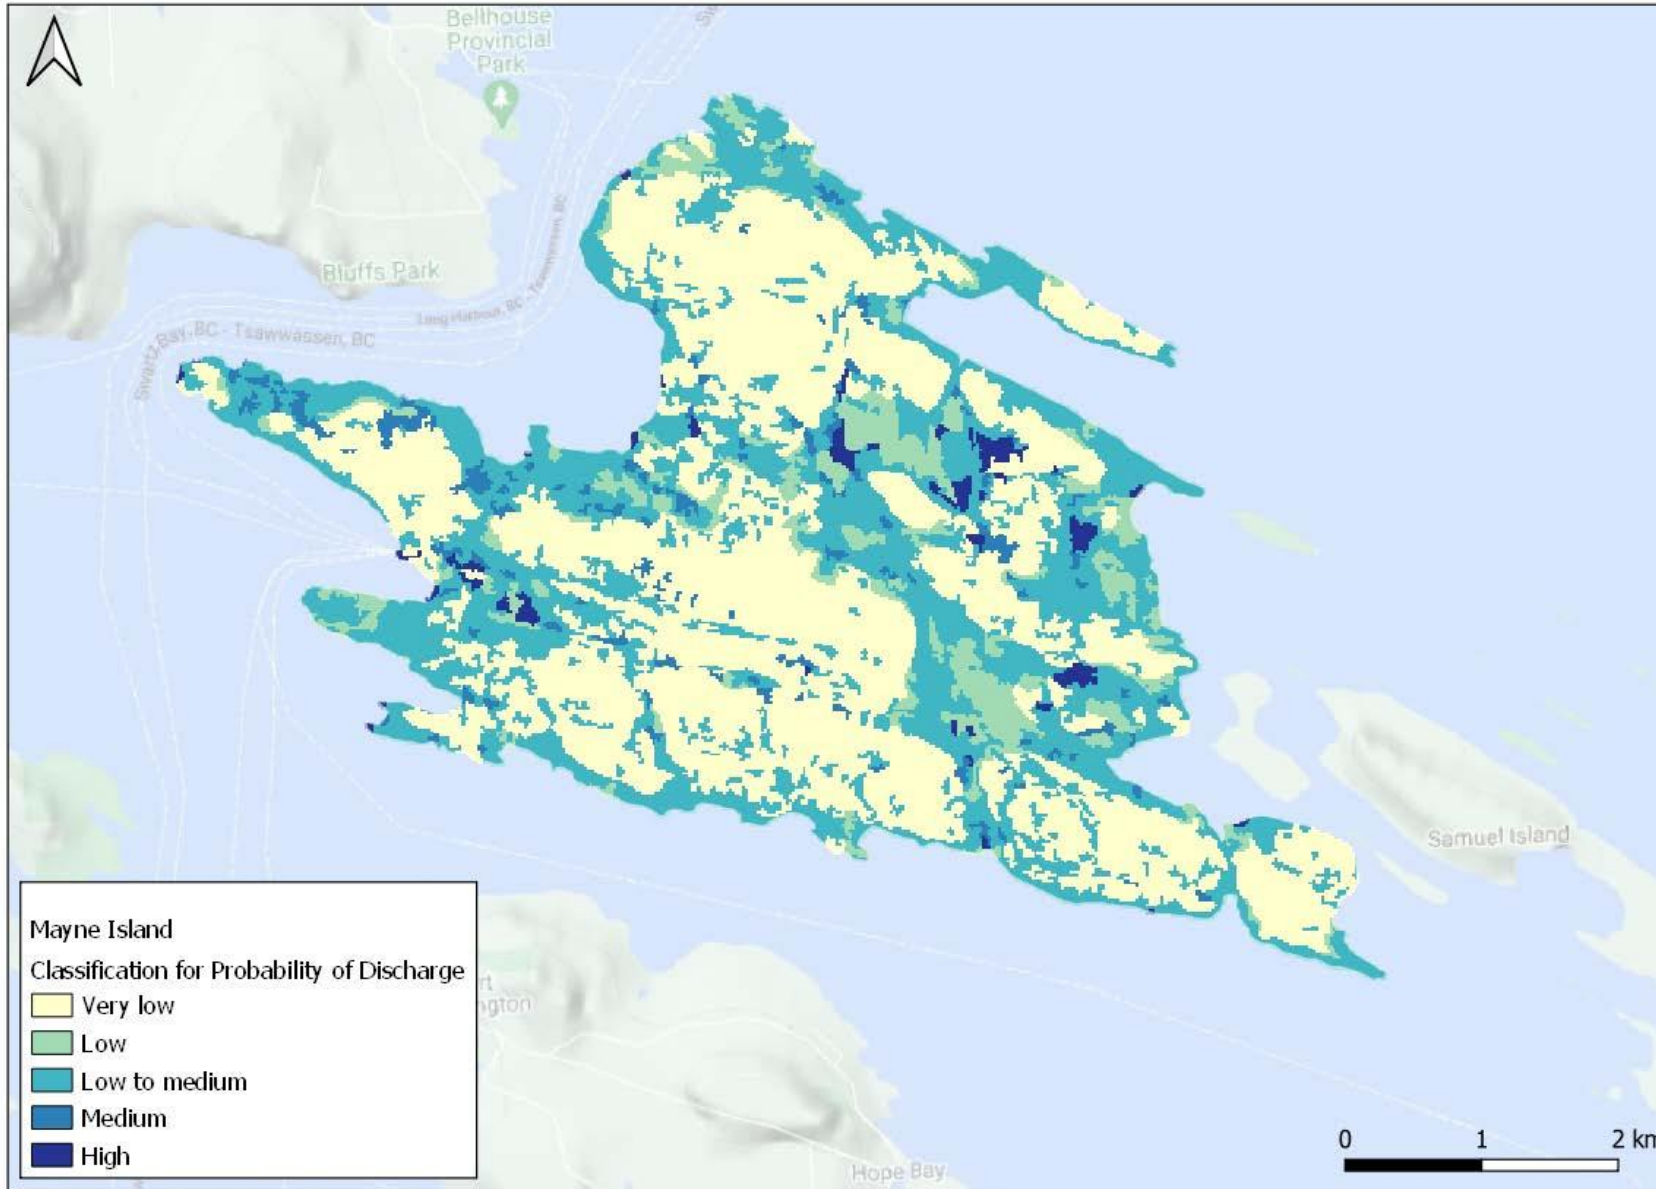 Bellhouse
Provincial
Park
Bluffs Park
Swartz Bay, BC - Tsawwassen, BC
Long Harbour, BC - Tsawwassen, BC
Samuel Island
Mayne Island
Classification for Probability of Discharge
Very low
Low
Low to medium
Medium
High
rt
ngton
Hope Bay
0 1 2 km